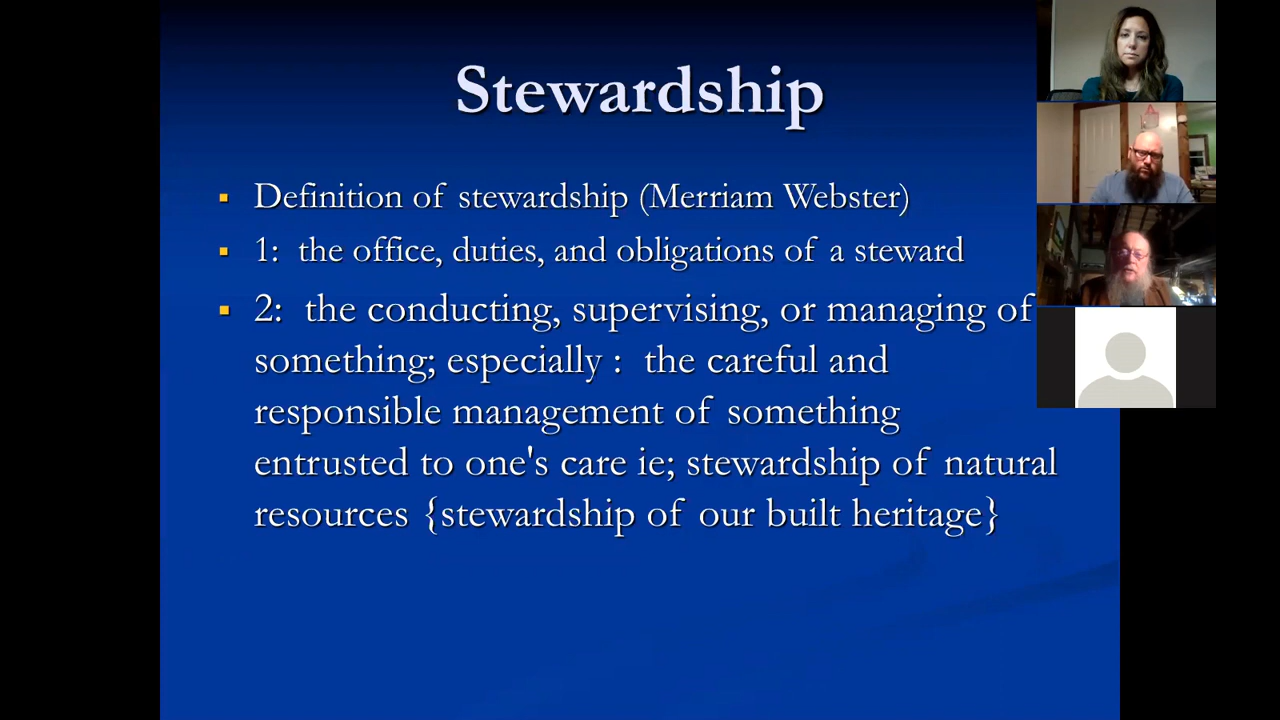 Stewardship
Definition of stewardship (Merriam Webster)
1: the office, duties, and obligations of a steward
2: the conducting, supervising, or managing of
something; especially : the careful and
responsible management of something
entrusted to one's care ie; stewardship of natural
resources {stewardship of our built heritage}